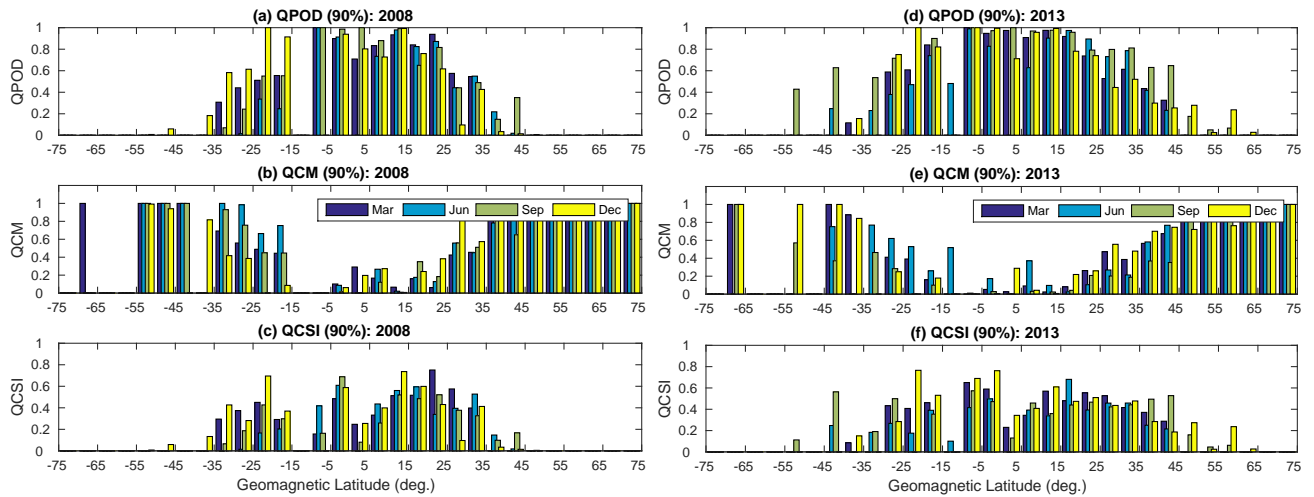 (a) QPOD (90%): 2008
QPOD
1
0.8
0.6
0.4
0.2
0
-75 -65 -55 -45 -35 -25 -15 -5 5 15 25 35 45 55 65 75
(b) QCM (90%): 2008
QCM
1
0.8
0.6
0.4
0.2
0
Mar Jun Sep Dec
-75 -65 -55 -45 -35 -25 -15 -5 5 15 25 35 45 55 65 75
(c) QCSI (90%): 2008
QCSI
1
0.8
0.6
0.4
0.2
0
-75 -65 -55 -45 -35 -25 -15 -5 5 15 25 35 45 55 65 75
Geomagnetic Latitude (deg.)
(d) QPOD (90%): 2013
QPOD
1
0.8
0.6
0.4
0.2
0
-75 -65 -55 -45 -35 -25 -15 -5 5 15 25 35 45 55 65 75
(e) QCM (90%): 2013
QCM
1
0.8
0.6
0.4
0.2
0
Mar Jun Sep Dec
-75 -65 -55 -45 -35 -25 -15 -5 5 15 25 35 45 55 65 75
(f) QCSI (90%): 2013
QCSI
1
0.8
0.6
0.4
0.2
0
-75 -65 -55 -45 -35 -25 -15 -5 5 15 25 35 45 55 65 75
Geomagnetic Latitude (deg.)